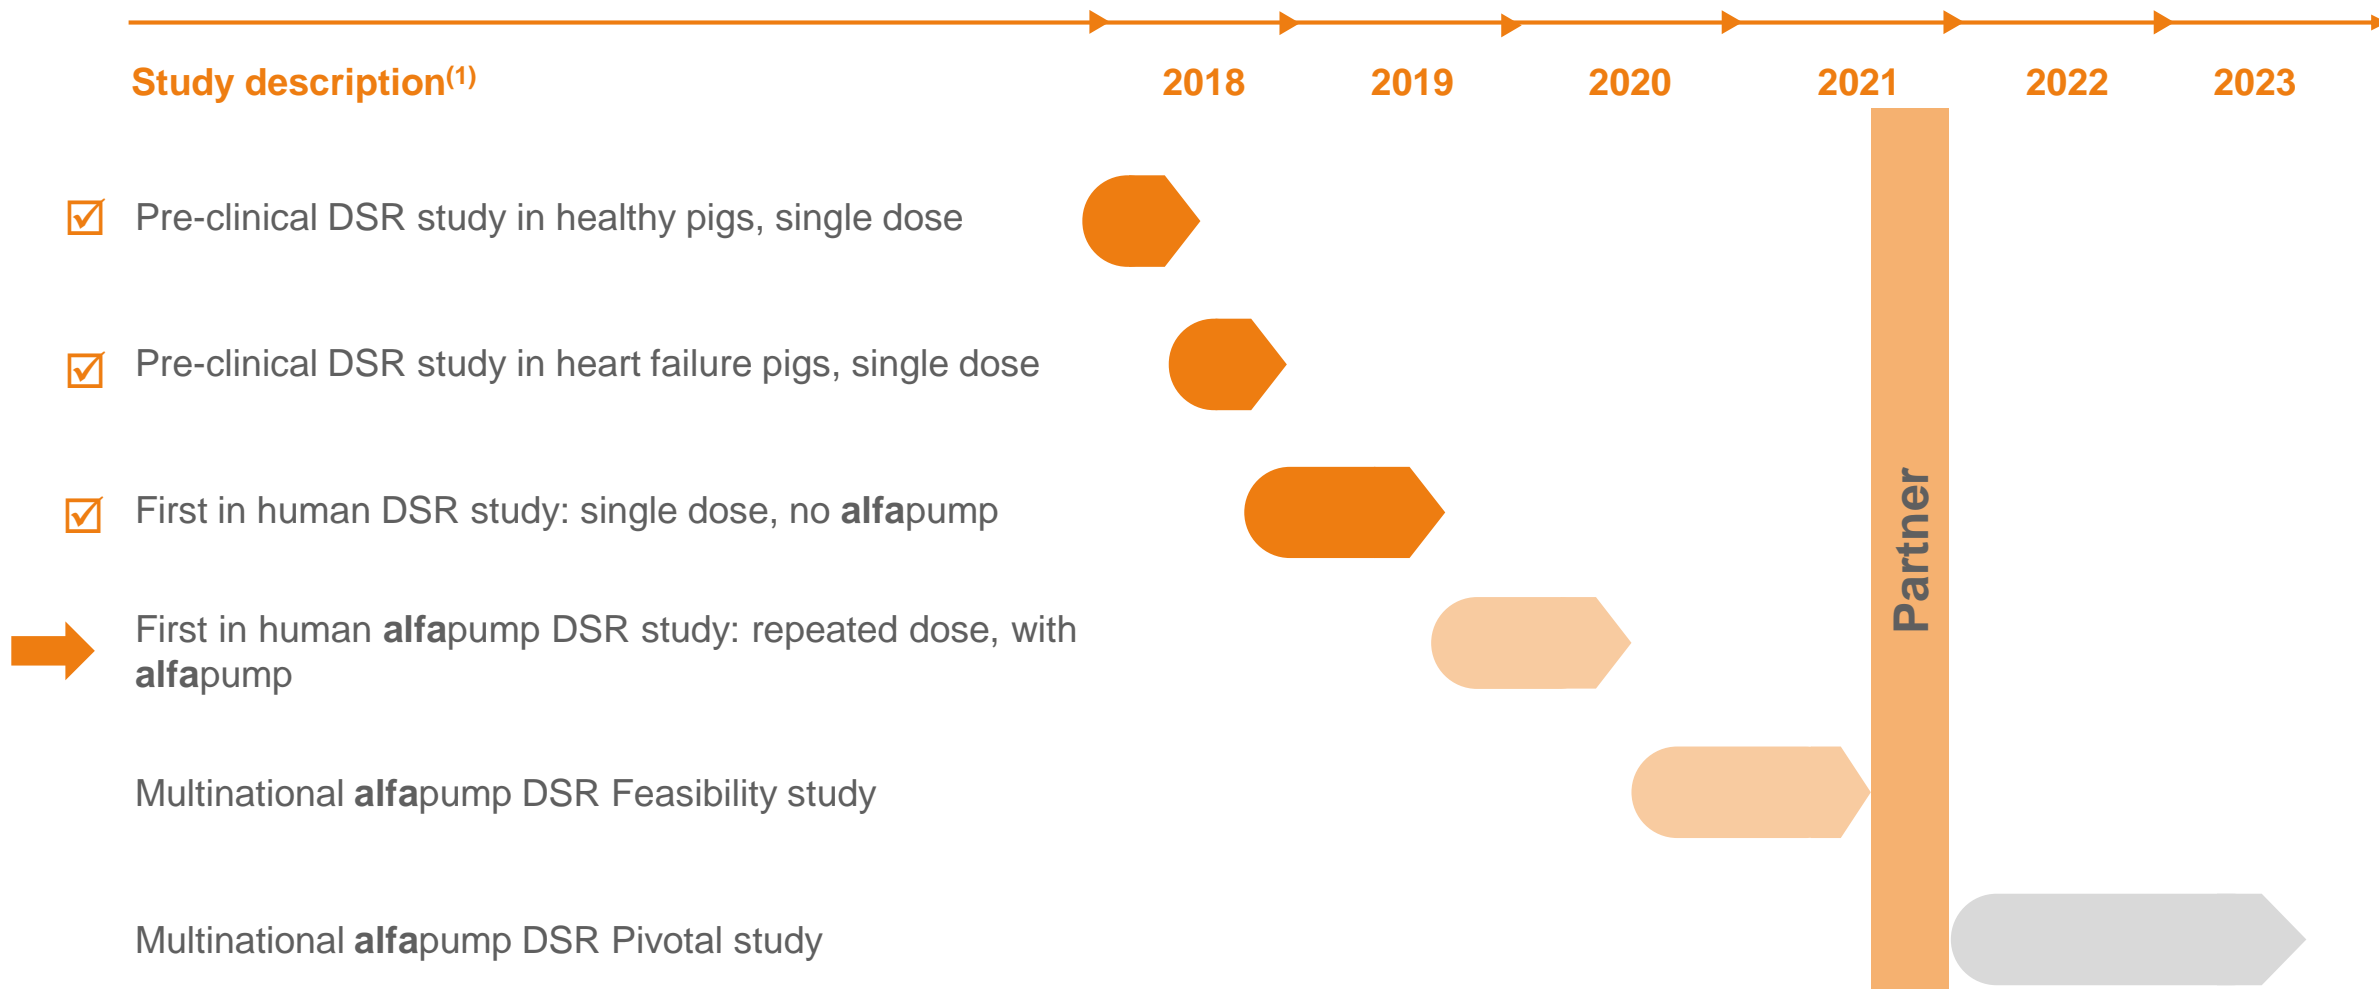 Study description(1) 2018 2019 2020 2021 2022 2023
Pre-clinical DSR study in healthy pigs, single dose
Pre-clinical DSR study in heart failure pigs, single dose
First in human DSR study: single dose, no alfapump
First in human alfapump DSR study: repeated dose, with
alfapump
Multinational alfapump DSR Feasibility study
Multinational alfapump DSR Pivotal study
Partner